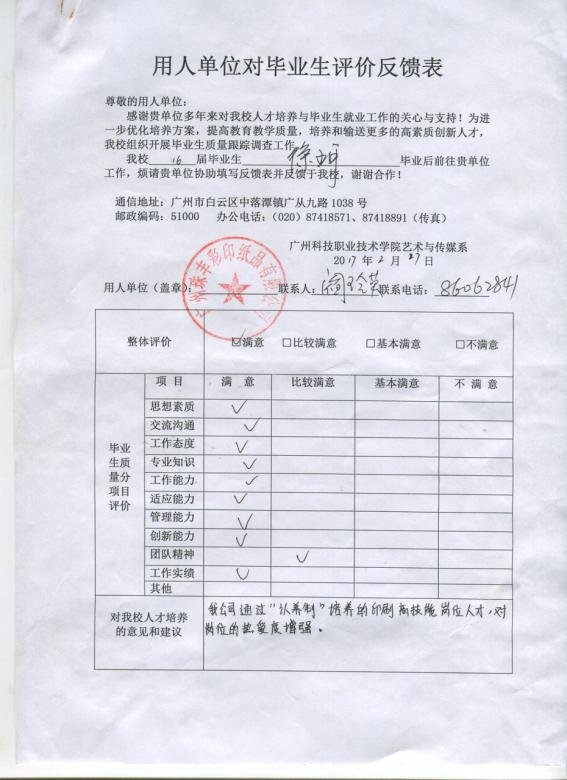 用人单位对毕业生评价反馈表
尊敬的用人单位:
感谢贵单位多年来对我校人才培养与毕业生就业工作的关心与支持!为进
一步优化培养方案,提高教育教学质量,培养和输送更多的高素质创新人才,
我校组织开展毕业生质量跟踪调查工作。
我校 16 届毕业生 徐 毕业后前往贵单位
工作,烦请贵单位协助填写反馈表并反馈于我校,谢谢合作!
通信地址:广州市白云区中落潭镇广从九路 1038 号
邮政编码:51000 办公电话:(020)87418571、87418891(传真)
广州科技职业技术学院艺术与传媒系
2017 年 2 月 27 日
广州珠丰彩印纸品有限公司
用人单位(盖章): 联系人: 联系电话: 86062841
整体评价 ☑满意 □比较满意 □基本满意 □不满意
毕业
生质
量分
项目
评价
项 目 满 意 比较满意 基本满意 不 满 意
思想素质 ✓
交流沟通 ✓
工作态度 ✓
专业知识 ✓
工作能力 ✓
适应能力 ✓
管理能力 ✓
创新能力 ✓
团队精神 ✓
工作实绩 ✓
其他
对我校人才培养
的意见和建议
我公司通过“认养制”培养的印刷高技能岗位人才,对
岗位的热爱度增强。